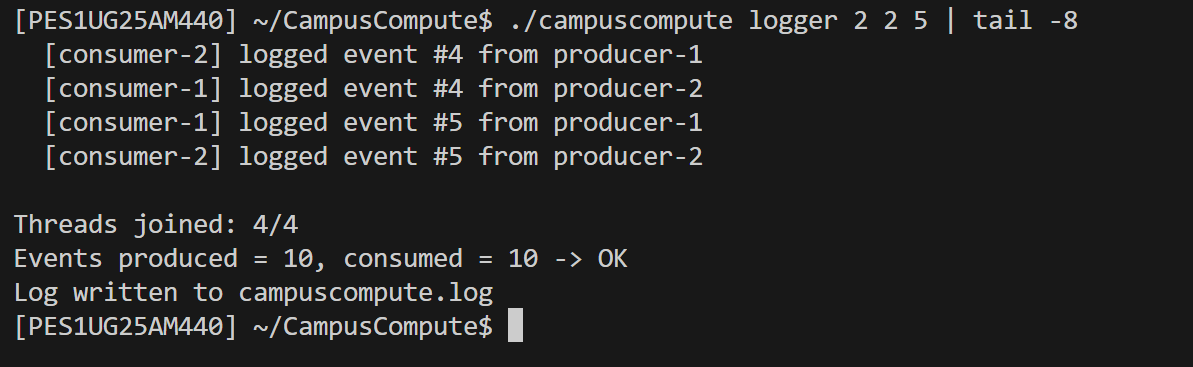 [PES1UG25AM440] ~/CampusCompute$ ./campuscompute logger 2 2 5 | tail -8
  [consumer-2] logged event #4 from producer-1
  [consumer-1] logged event #4 from producer-2
  [consumer-1] logged event #5 from producer-1
  [consumer-2] logged event #5 from producer-2

Threads joined: 4/4
Events produced = 10, consumed = 10 -> OK
Log written to campuscompute.log
[PES1UG25AM440] ~/CampusCompute$